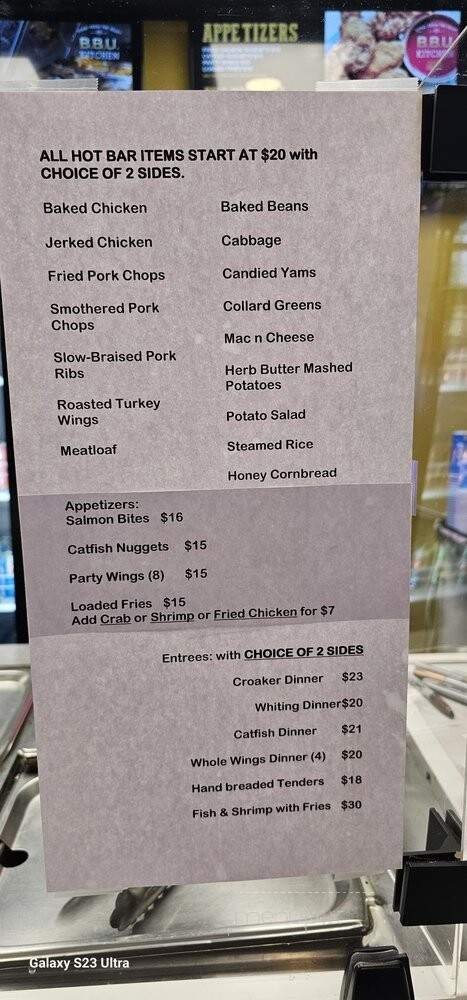 B.B.U.
KITCHEN
APPETIZERS
B.B.U.
KITCHEN
ALL HOT BAR ITEMS START AT $20 with
CHOICE OF 2 SIDES.
Baked Chicken
Jerked Chicken
Fried Pork Chops
Smothered Pork
Chops
Slow-Braised Pork
Ribs
Roasted Turkey
Wings
Meatloaf
Baked Beans
Cabbage
Candied Yams
Collard Greens
Mac n Cheese
Herb Butter Mashed
Potatoes
Potato Salad
Steamed Rice
Honey Cornbread
Appetizers:
Salmon Bites $16
Catfish Nuggets $15
Party Wings (8) $15
Loaded Fries $15
Add Crab or Shrimp or Fried Chicken for $7
Entrees: with CHOICE OF 2 SIDES
Croaker Dinner $23
Whiting Dinner$20
Catfish Dinner $21
Whole Wings Dinner (4) $20
Hand breaded Tenders $18
Fish & Shrimp with Fries $30
Galaxy S23 Ultra